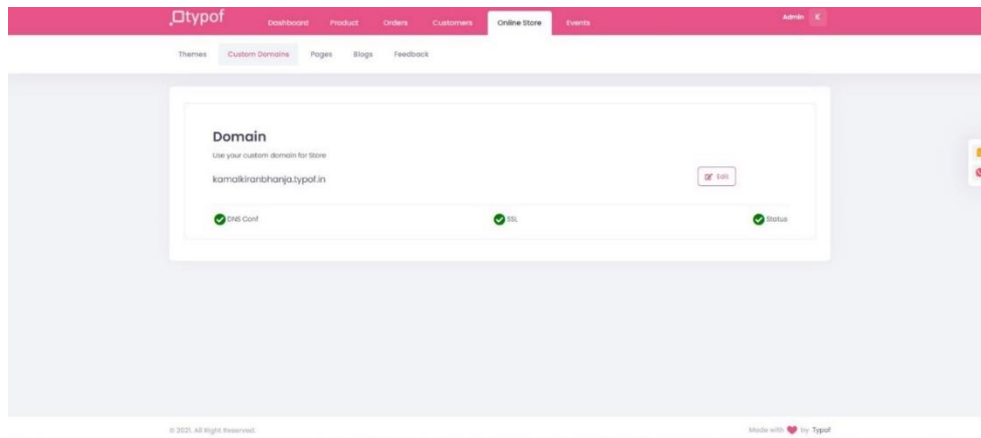 typof Dashboard Product Orders Customers Online Store Events Admin K
Themes Custom Domains Pages Blogs Feedback
Domain
Use your custom domain for Store
kamalkiranbhanja.typof.in Edit
DNS Conf SSL Status
© 2021. All Right Reserved. Made with by Typof